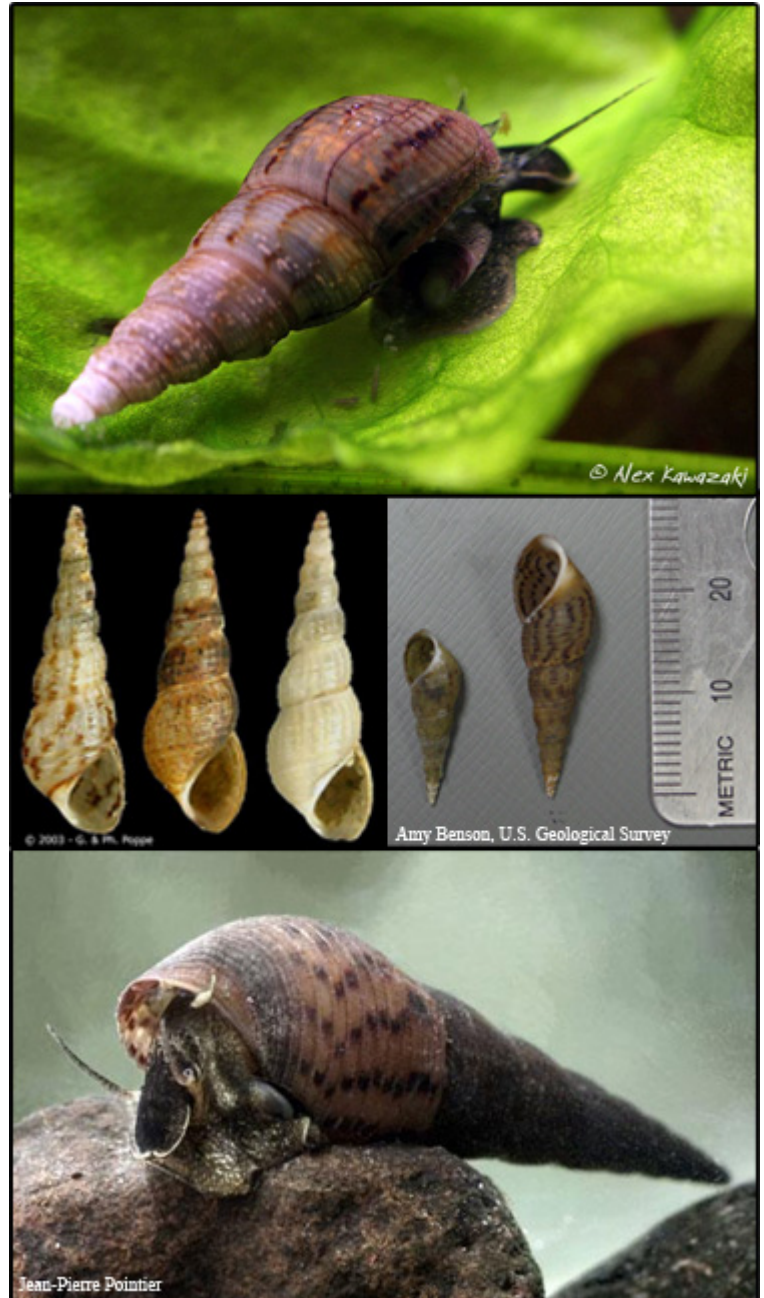 © Alex Kawazaki
© 2003 - G. & Ph. Poppe
20
10
METRIC
Amy Benson, U.S. Geological Survey
Jean-Pierre Pointier